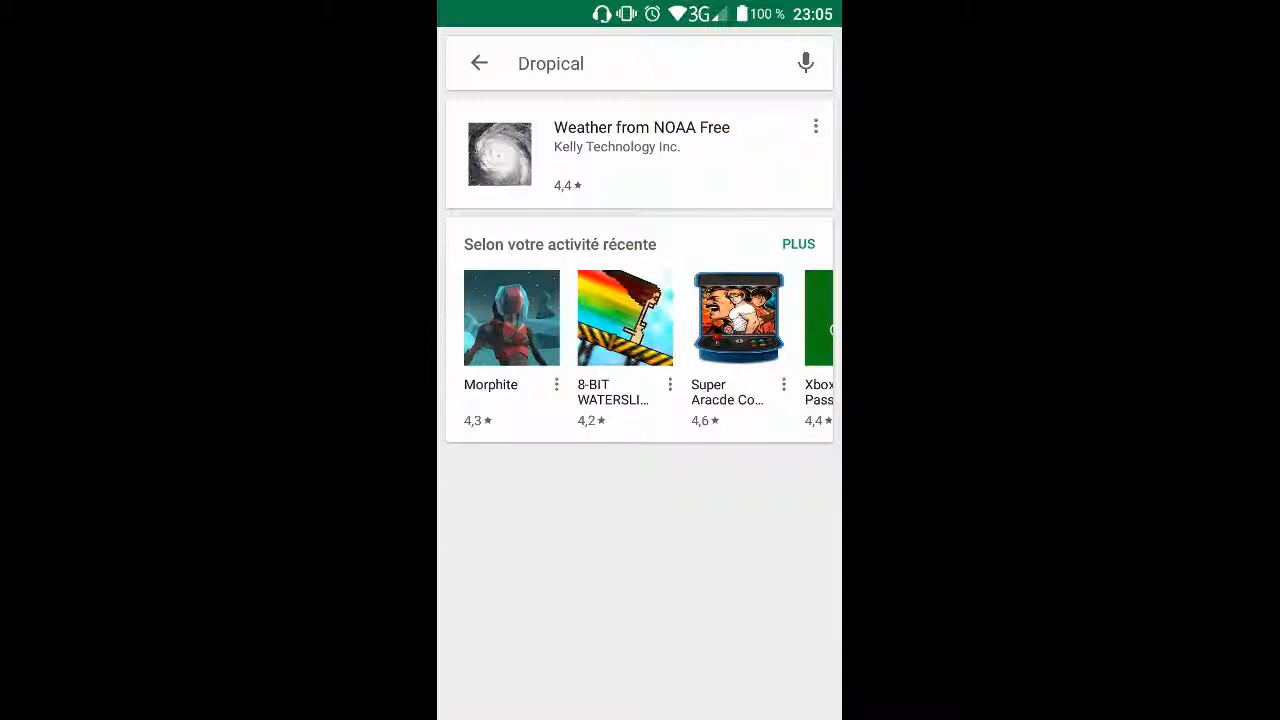 3G 100 % 23:05
Dropical
Weather from NOAA Free
Kelly Technology Inc.
4,4★
Selon votre activité récente PLUS
Morphite
8-BIT
WATERSLI...
Super
Aracde Co...
Xbox
Pass
4,3★ 4,2★ 4,6★ 4,4★